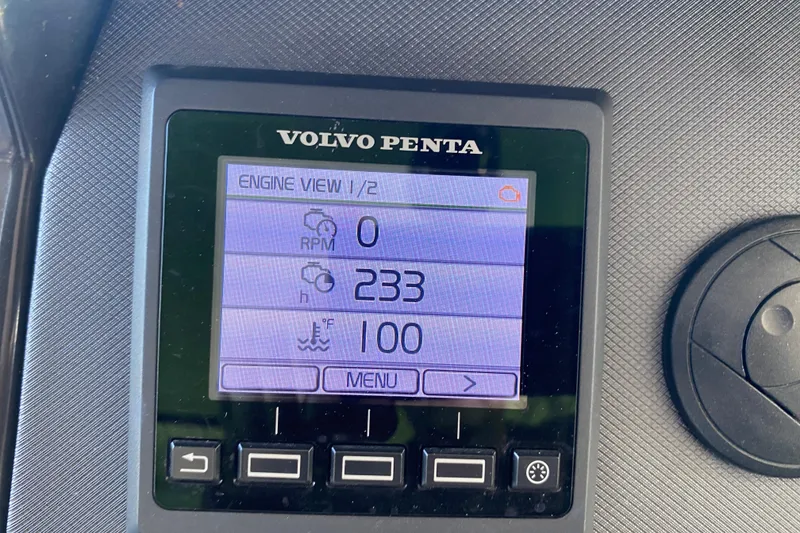 VOLVO PENTA
ENGINE VIEW 1/2
RPM 0
h 233
°F 100
MENU >